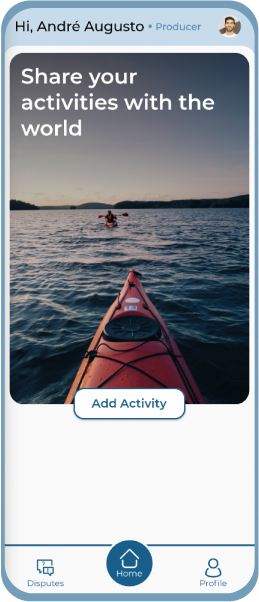 Hi, André Augusto • Producer
Share your
activities with the
world
Add Activity
Disputes
Home
Profile